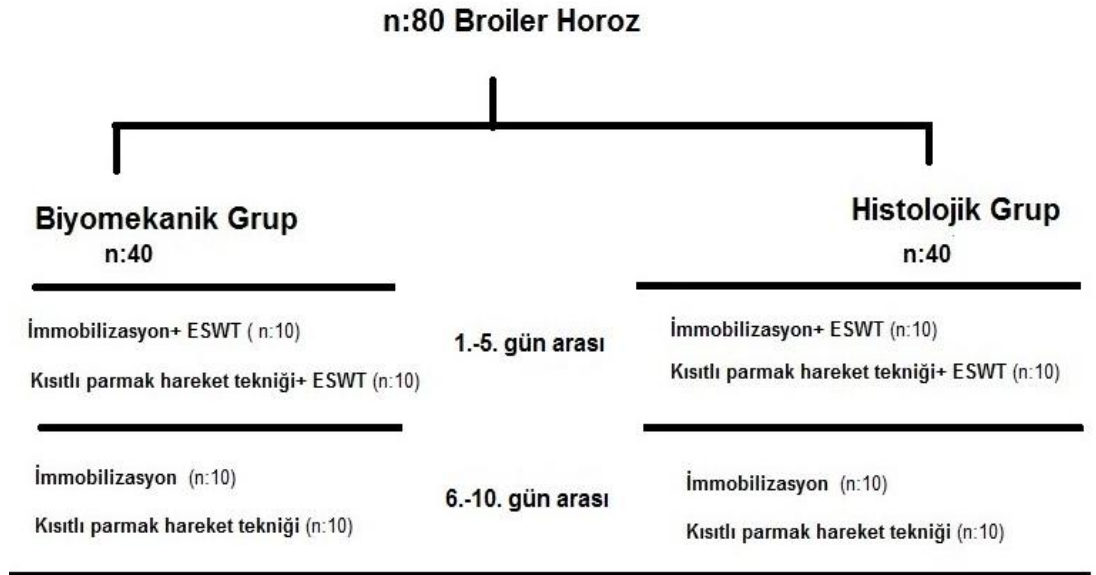 n:80 Broiler Horoz
Biyomekanik Grup
n:40
İmmobilizasyon+ ESWT ( n:10)
Kısıtlı parmak hareket tekniği+ ESWT (n:10)
Histolojik Grup
n:40
İmmobilizasyon+ ESWT (n:10)
Kısıtlı parmak hareket tekniği+ ESWT (n:10)
1.-5. gün arası
İmmobilizasyon (n:10)
Kısıtlı parmak hareket tekniği (n:10)
6.-10. gün arası
İmmobilizasyon (n:10)
Kısıtlı parmak hareket tekniği (n:10)